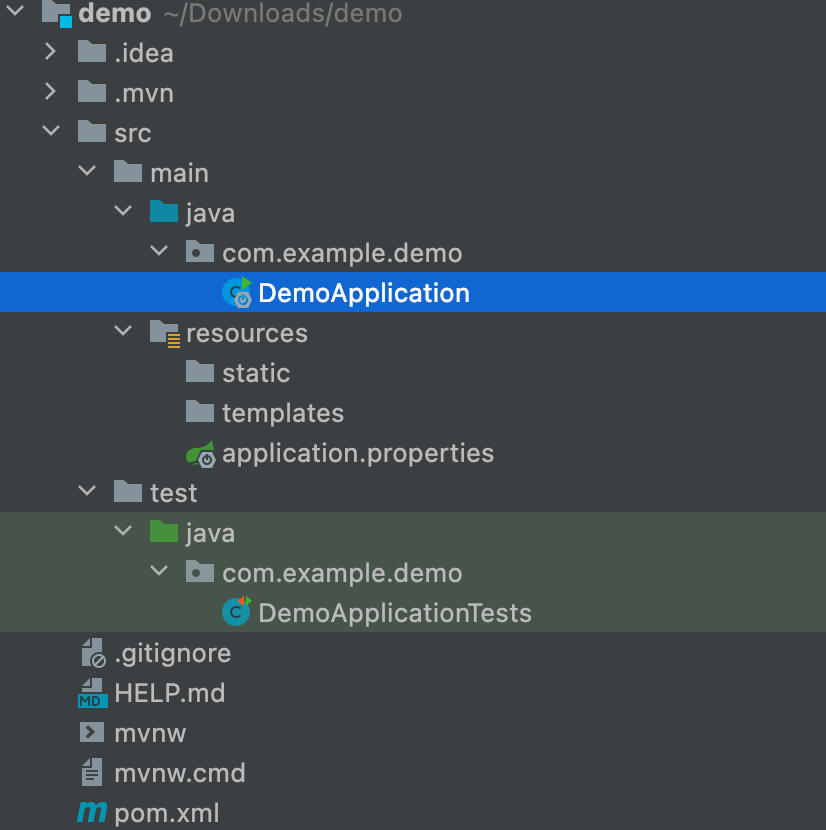 demo ~/Downloads/demo
.idea
.mvn
src
main
java
com.example.demo
C DemoApplication
resources
static
templates
application.properties
test
java
com.example.demo
C DemoApplicationTests
.gitignore
MD HELP.md
mvnw
mvnw.cmd
m pom.xml